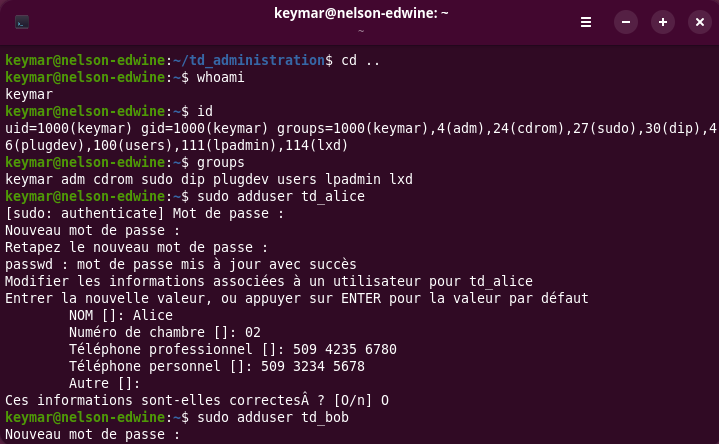 keymar@nelson-edwine: ~
~
keymar@nelson-edwine:~/td_administration$ cd ..
keymar@nelson-edwine:~$ whoami
keymar
keymar@nelson-edwine:~$ id
uid=1000(keymar) gid=1000(keymar) groups=1000(keymar),4(adm),24(cdrom),27(sudo),30(dip),4
6(plugdev),100(users),111(lpadmin),114(lxd)
keymar@nelson-edwine:~$ groups
keymar adm cdrom sudo dip plugdev users lpadmin lxd
keymar@nelson-edwine:~$ sudo adduser td_alice
[sudo: authenticate] Mot de passe :
Nouveau mot de passe :
Retapez le nouveau mot de passe :
passwd : mot de passe mis à jour avec succès
Modifier les informations associées à un utilisateur pour td_alice
Entrer la nouvelle valeur, ou appuyer sur ENTER pour la valeur par défaut
        NOM []: Alice
        Numéro de chambre []: 02
        Téléphone professionnel []: 509 4235 6780
        Téléphone personnel []: 509 3234 5678
        Autre []:
Ces informations sont-elles correctesÂ ? [O/n] O
keymar@nelson-edwine:~$ sudo adduser td_bob
Nouveau mot de passe :